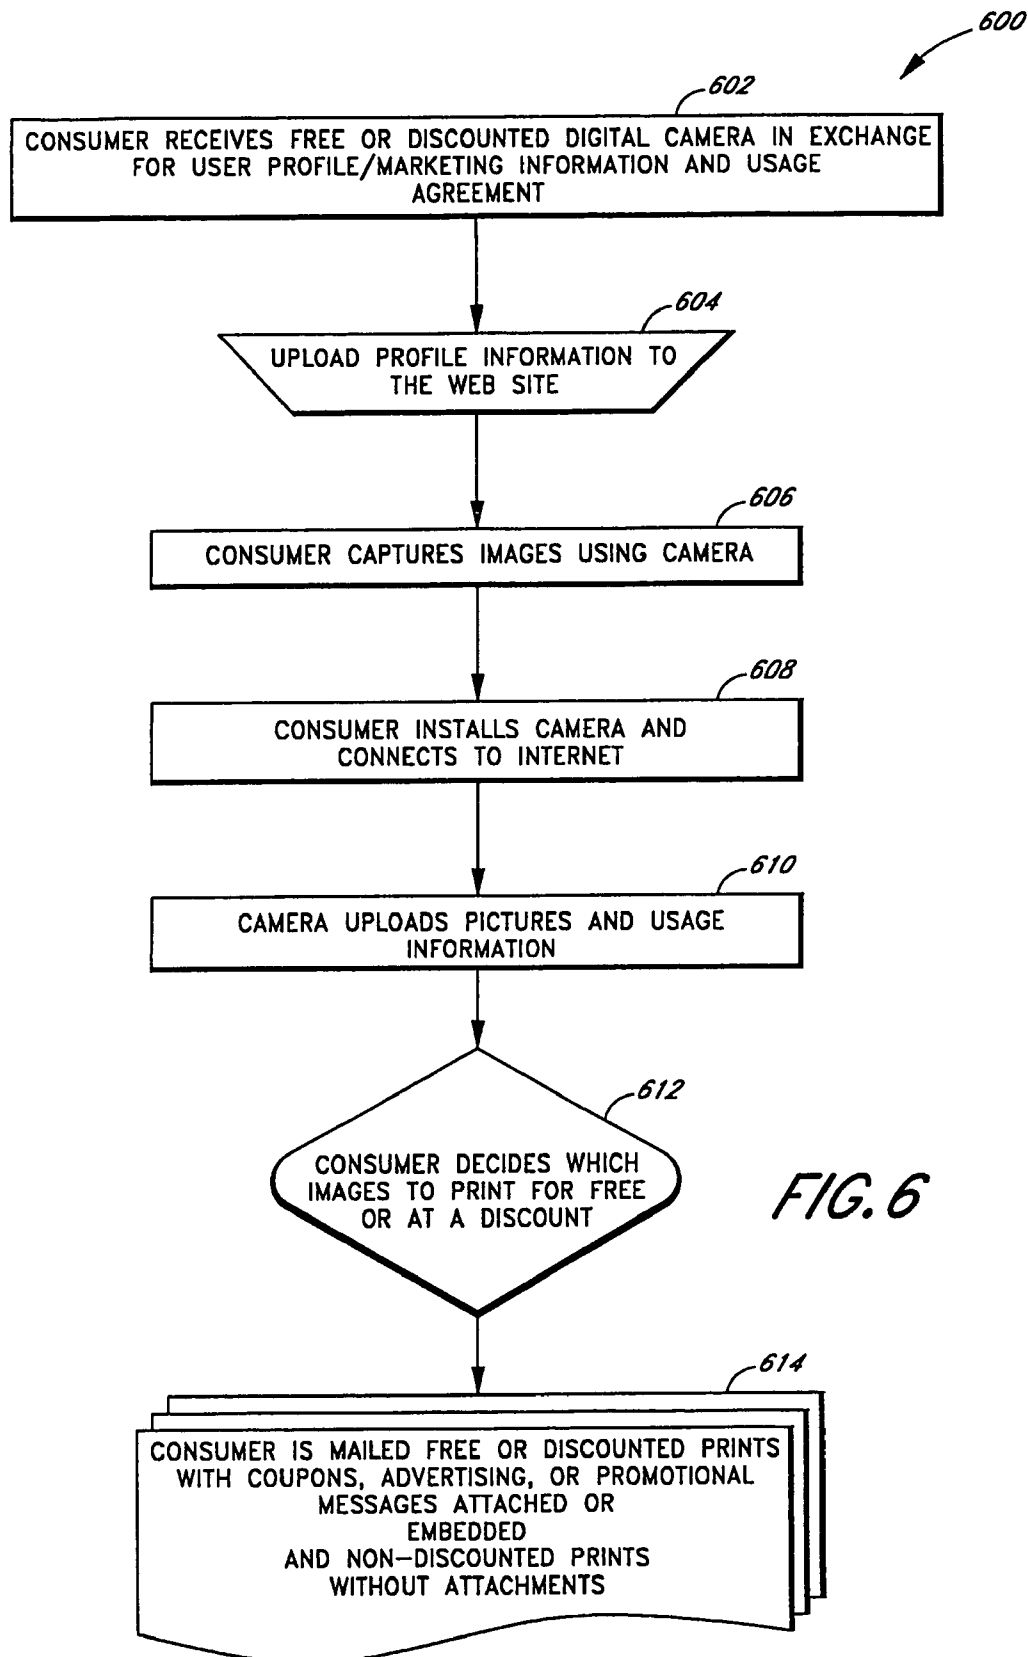 600
602
CONSUMER RECEIVES FREE OR DISCOUNTED DIGITAL CAMERA IN EXCHANGE
FOR USER PROFILE/MARKETING INFORMATION AND USAGE
AGREEMENT
604
UPLOAD PROFILE INFORMATION TO
THE WEB SITE
606
CONSUMER CAPTURES IMAGES USING CAMERA
608
CONSUMER INSTALLS CAMERA AND
CONNECTS TO INTERNET
610
CAMERA UPLOADS PICTURES AND USAGE
INFORMATION
612
CONSUMER DECIDES WHICH
IMAGES TO PRINT FOR FREE
OR AT A DISCOUNT
FIG. 6
614
CONSUMER IS MAILED FREE OR DISCOUNTED PRINTS
WITH COUPONS, ADVERTISING, OR PROMOTIONAL
MESSAGES ATTACHED OR
EMBEDDED
AND NON-DISCOUNTED PRINTS
WITHOUT ATTACHMENTS